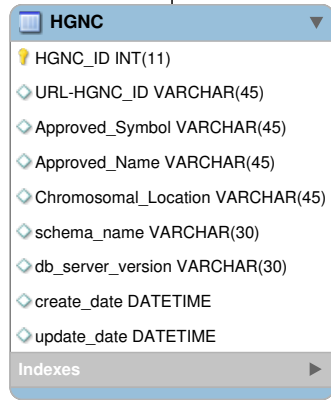 HGNC
HGNC_ID INT(11)
URL-HGNC_ID VARCHAR(45)
Approved_Symbol VARCHAR(45)
Approved_Name VARCHAR(45)
Chromosomal_Location VARCHAR(45)
schema_name VARCHAR(30)
db_server_version VARCHAR(30)
create_date DATETIME
update_date DATETIME
Indexes